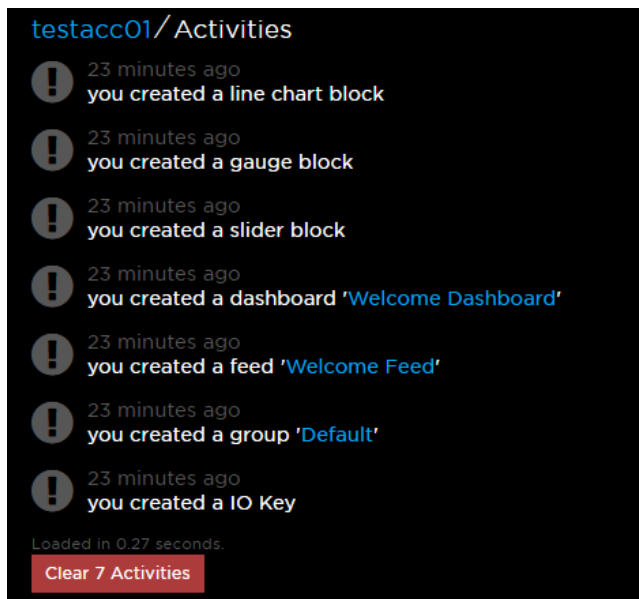 testacc01/Activities
23 minutes ago
you created a line chart block
23 minutes ago
you created a gauge block
23 minutes ago
you created a slider block
23 minutes ago
you created a dashboard 'Welcome Dashboard'
23 minutes ago
you created a feed 'Welcome Feed'
23 minutes ago
you created a group 'Default'
23 minutes ago
you created a IO Key
Loaded in 0.27 seconds.
Clear 7 Activities